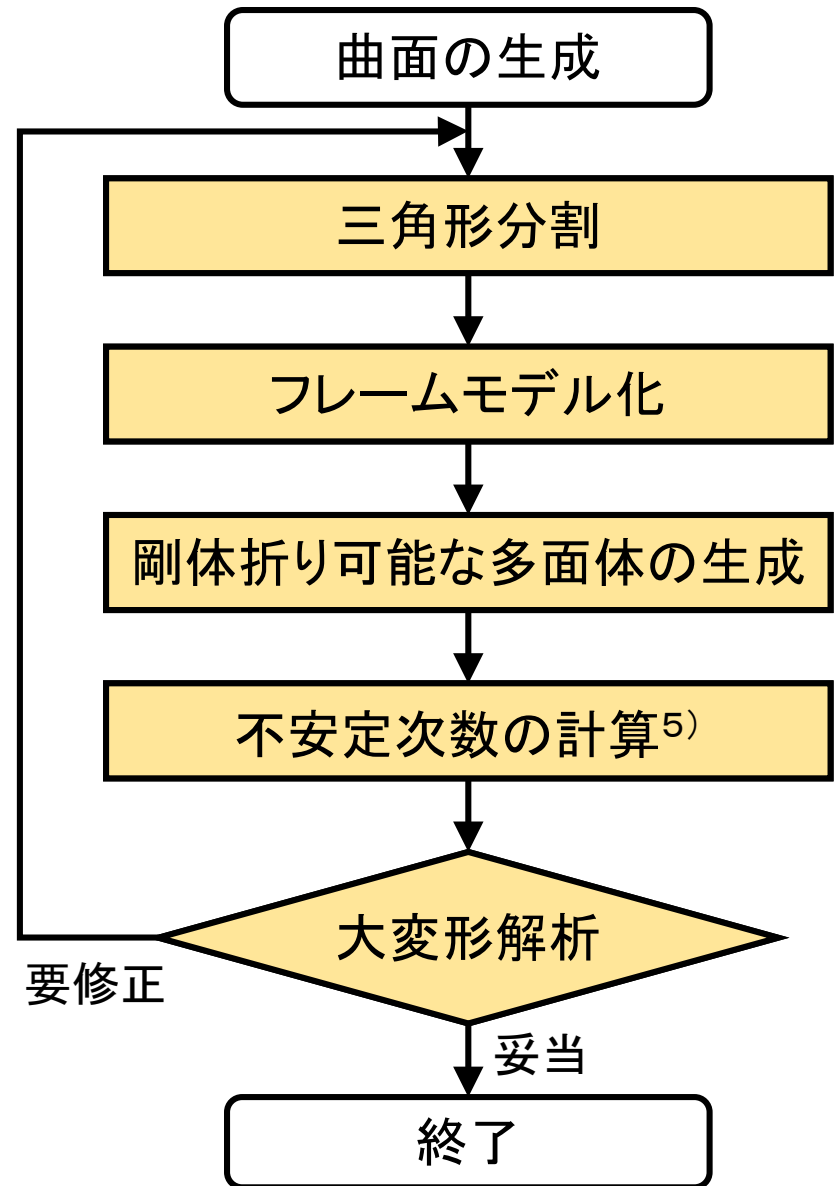 曲面の生成
三角形分割
フレームモデル化
剛体折り可能な多面体の生成
不安定次数の計算⁵⁾
大変形解析
要修正
妥当
終了